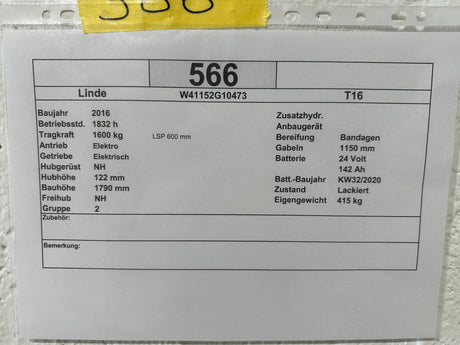 566
566
Linde W41152G10473 T16
Baujahr 2016
Betriebsstd. 1832 h
Tragkraft 1600 kg LSP 600 mm
Antrieb Elektro
Getriebe Elektrisch
Hubgerüst NH
Hubhöhe 122 mm
Bauhöhe 1790 mm
Freihub NH
Gruppe 2
Zusatzhydr.
Anbaugerät
Bereifung Bandagen
Gabeln 1150 mm
Batterie 24 Volt
142 Ah
Batt.-Baujahr KW32/2020
Zustand Lackiert
Eigengewicht 415 kg
Zubehör:
Bemerkung: